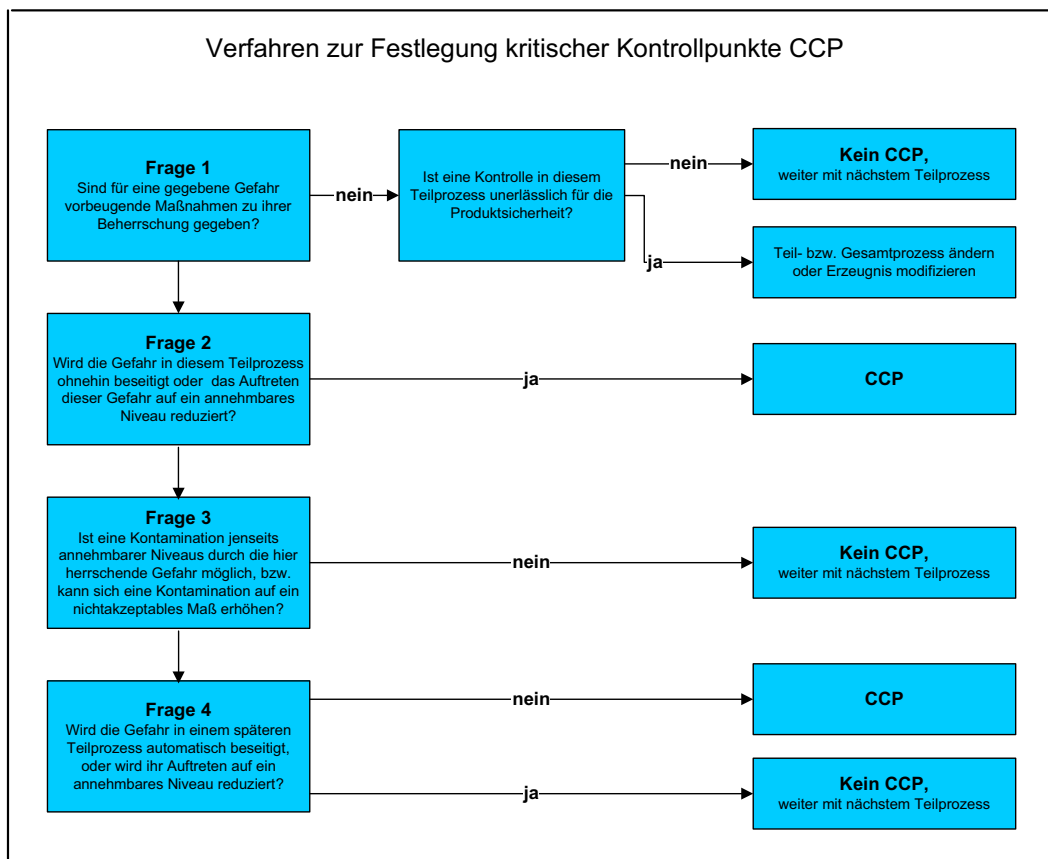 Verfahren zur Festlegung kritischer Kontrollpunkte CCP
Frage 1
Sind für eine gegebene Gefahr
vorbeugende Maßnahmen zu ihrer
Beherrschung gegeben?
nein
Ist eine Kontrolle in diesem
Teilprozess unerlässlich für die
Produktsicherheit?
nein
Kein CCP,
weiter mit nächstem Teilprozess
ja
Teil- bzw. Gesamtprozess ändern
oder Erzeugnis modifizieren
Frage 2
Wird die Gefahr in diesem Teilprozess
ohnehin beseitigt oder das Auftreten
dieser Gefahr auf ein annehmbares
Niveau reduziert?
ja
CCP
Frage 3
Ist eine Kontamination jenseits
annehmbarer Niveaus durch die hier
herrschende Gefahr möglich, bzw.
kann sich eine Kontamination auf ein
nichtakzeptables Maß erhöhen?
nein
Kein CCP,
weiter mit nächstem Teilprozess
Frage 4
Wird die Gefahr in einem späteren
Teilprozess automatisch beseitigt,
oder wird ihr Auftreten auf ein
annehmbares Niveau reduziert?
nein
CCP
ja
Kein CCP,
weiter mit nächstem Teilprozess